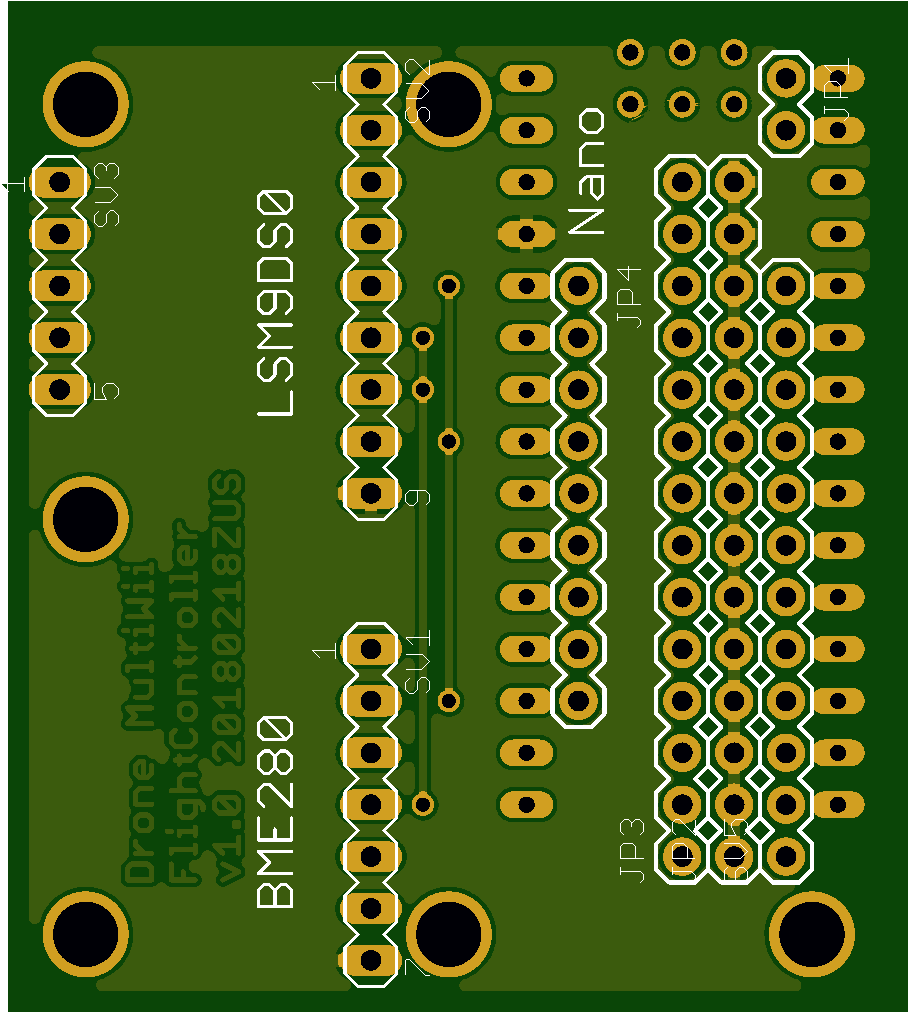 1
SV2
JP1
1
SV3
Nano
LSM9DS0
JP4
5
9
Drone MultiWii
FlightController
v1.0 20180218ZUS
1
SV1
BME280
JP3
JP2
SV5
7